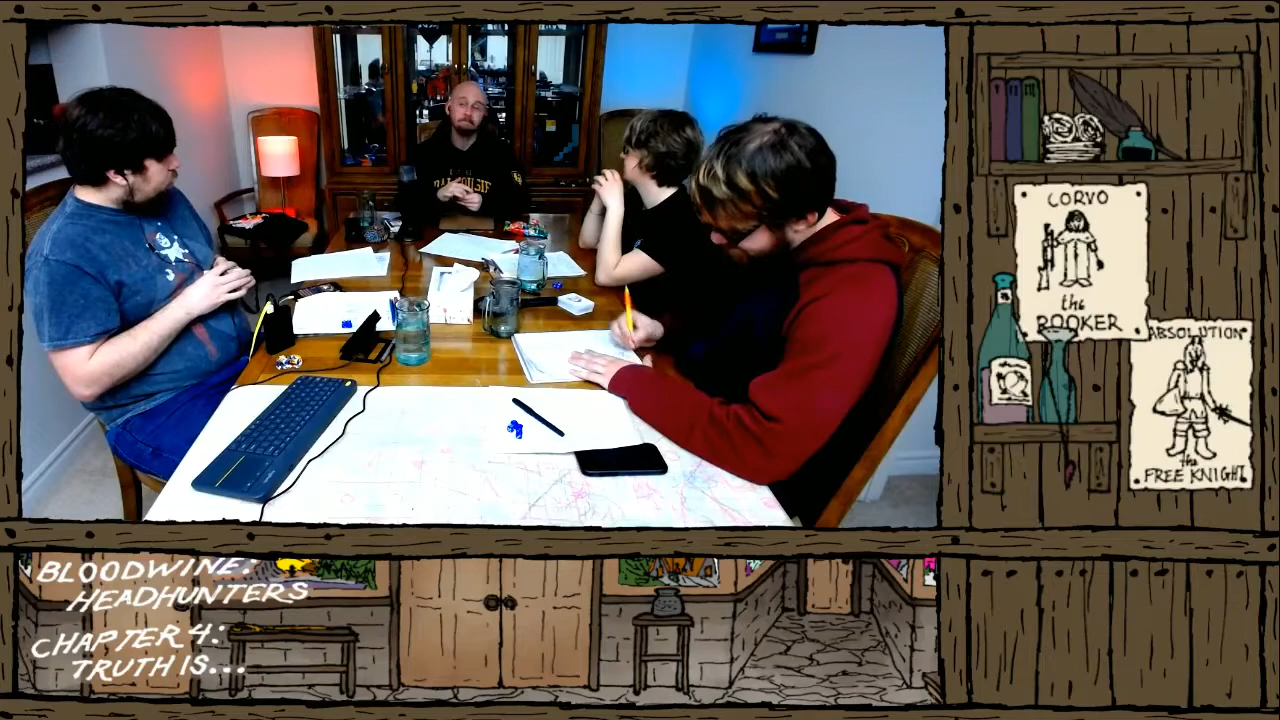 CORVO
the
ROOKER
ABSOLUTION
the
FREE KNIGHT
BLOODWINE:
HEADHUNTERS
CHAPTER 4:
TRUTH IS...